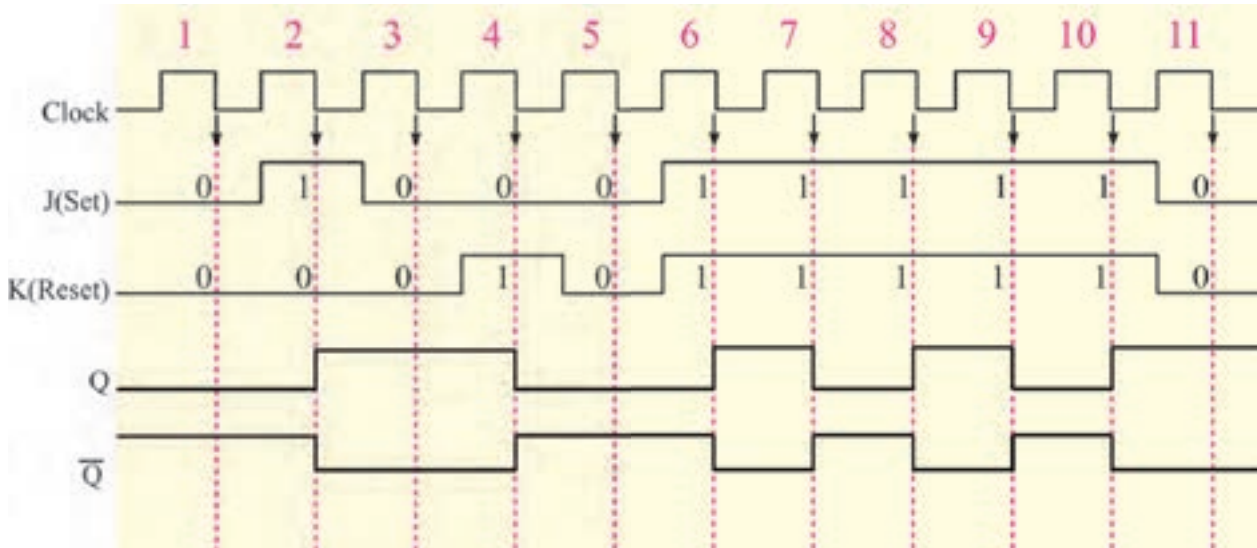 1 2 3 4 5 6 7 8 9 10 11
Clock
J(Set) 0 1 0 0 0 1 1 1 1 1 0
K(Reset) 0 0 0 1 0 1 1 1 1 1 0
Q
Q̅